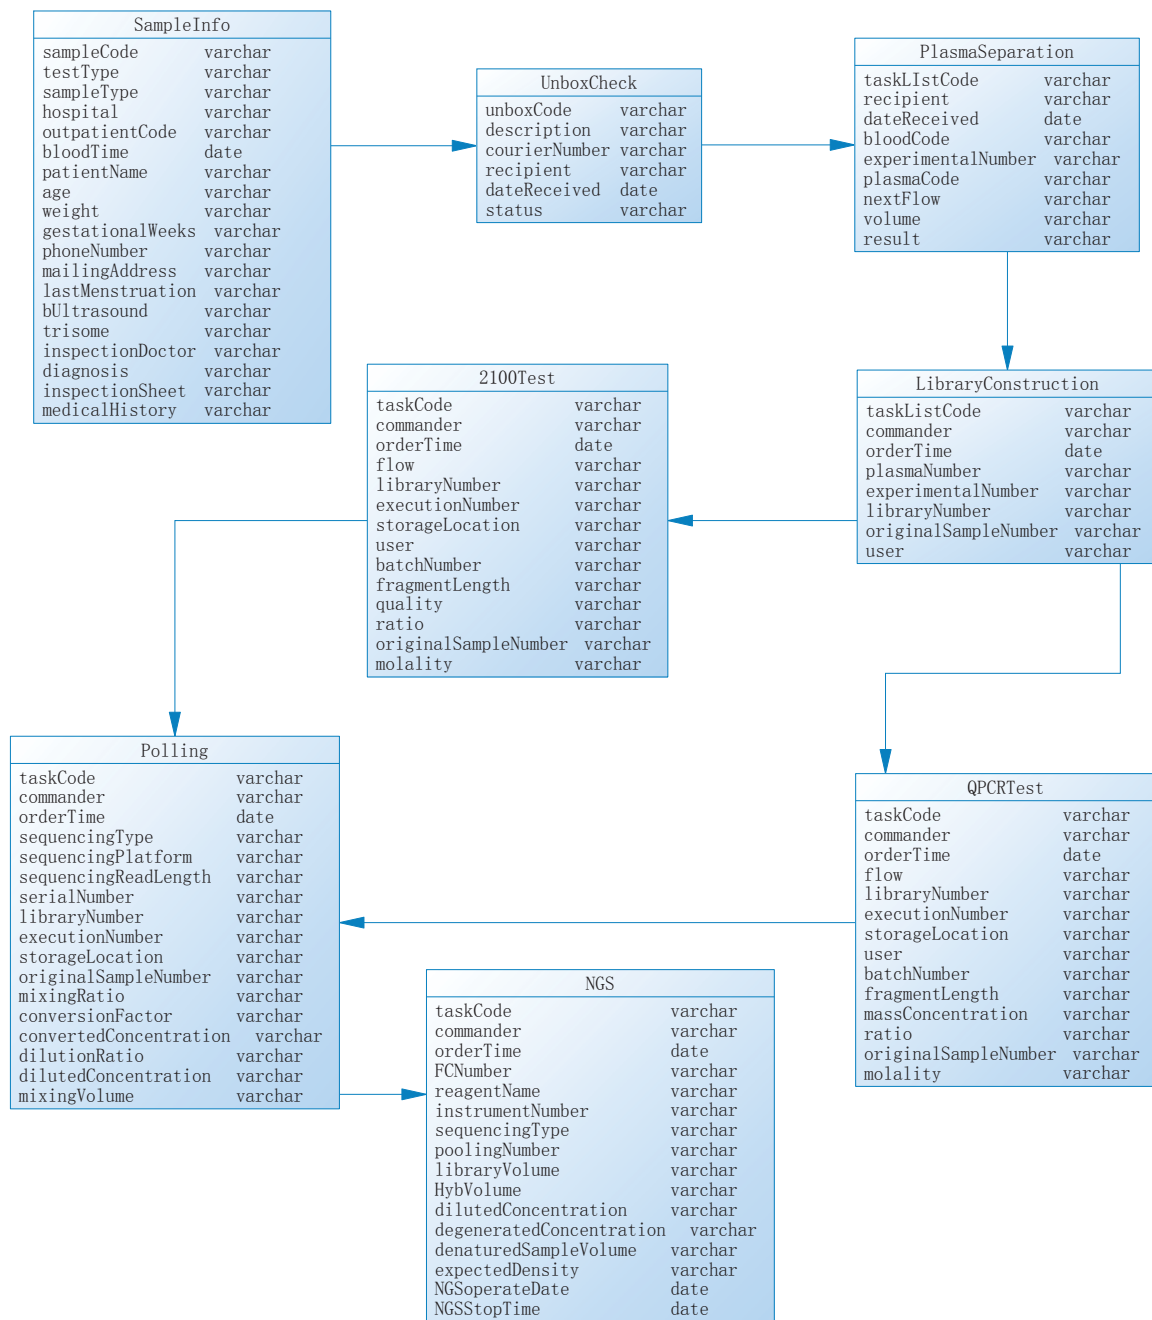 SampleInfo
sampleCode varchar
testType varchar
sampleType varchar
hospital varchar
outpatientCode varchar
bloodTime date
patientName varchar
age varchar
weight varchar
gestationalWeeks varchar
phoneNumber varchar
mailingAddress varchar
lastMenstruation varchar
bUltrasound varchar
trisome varchar
inspectionDoctor varchar
diagnosis varchar
inspectionSheet varchar
medicalHistory varchar
UnboxCheck
unboxCode varchar
description varchar
courierNumber varchar
recipient varchar
dateReceived date
status varchar
PlasmaSeparation
taskLIstCode varchar
recipient varchar
dateReceived date
bloodCode varchar
experimentalNumber varchar
plasmaCode varchar
nextFlow varchar
volume varchar
result varchar
2100Test
taskCode varchar
commander varchar
orderTime date
flow varchar
libraryNumber varchar
executionNumber varchar
storageLocation varchar
user varchar
batchNumber varchar
fragmentLength varchar
quality varchar
ratio varchar
originalSampleNumber varchar
molality varchar
LibraryConstruction
taskListCode varchar
commander varchar
orderTime date
plasmaNumber varchar
experimentalNumber varchar
libraryNumber varchar
originalSampleNumber varchar
user varchar
Polling
taskCode varchar
commander varchar
orderTime date
sequencingType varchar
sequencingPlatform varchar
sequencingReadLength varchar
serialNumber varchar
libraryNumber varchar
executionNumber varchar
storageLocation varchar
originalSampleNumber varchar
mixingRatio varchar
conversionFactor varchar
convertedConcentration varchar
dilutionRatio varchar
dilutedConcentration varchar
mixingVolume varchar
QPCRTest
taskCode varchar
commander varchar
orderTime date
flow varchar
libraryNumber varchar
executionNumber varchar
storageLocation varchar
user varchar
batchNumber varchar
fragmentLength varchar
massConcentration varchar
ratio varchar
originalSampleNumber varchar
molality varchar
NGS
taskCode varchar
commander varchar
orderTime date
FCNumber varchar
reagentName varchar
instrumentNumber varchar
sequencingType varchar
poolingNumber varchar
libraryVolume varchar
HybVolume varchar
dilutedConcentration varchar
degeneratedConcentration varchar
denaturedSampleVolume varchar
expectedDensity varchar
NGSoperateDate date
NGSStopTime date